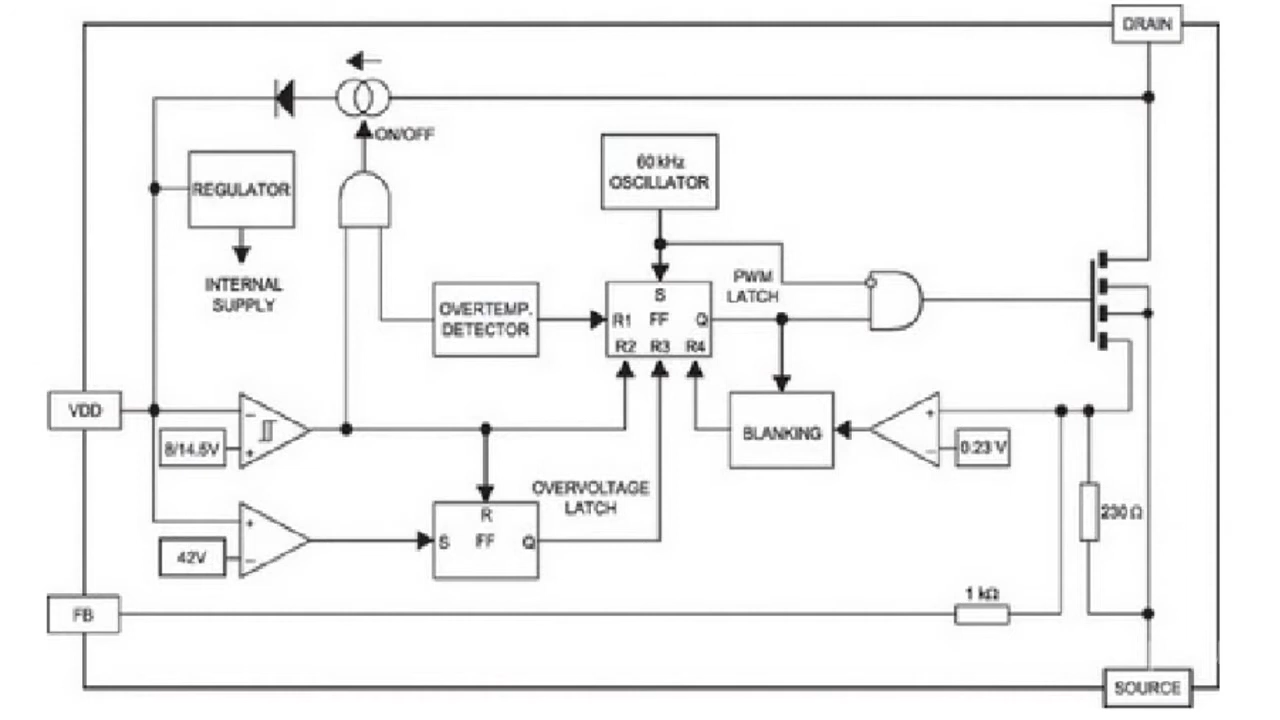 DRAIN
ON/OFF
60 kHz
OSCILLATOR
REGULATOR
INTERNAL
SUPPLY
PWM
LATCH
OVERTEMP.
DETECTOR
S
R1 FF Q
R2 R3 R4
VDD
8/14.5V
-
+
BLANKING
+
-
0.23 V
OVERVOLTAGE
LATCH
R
S FF Q
230 Ω
+
-
42V
1 kΩ
FB
SOURCE